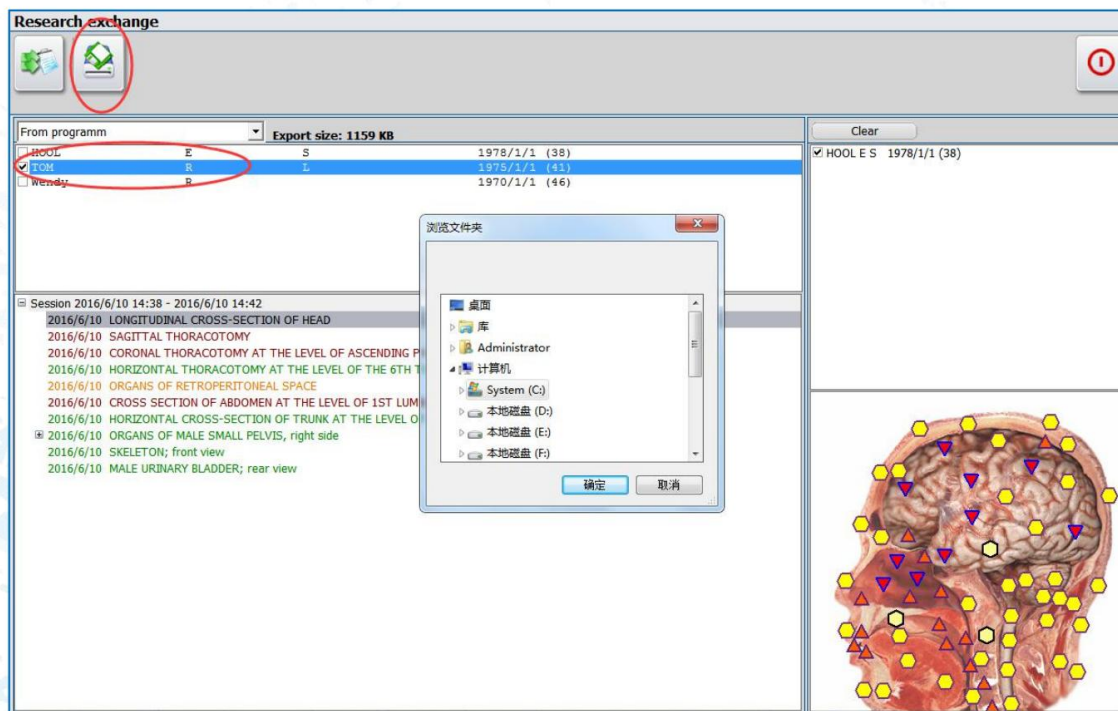 Research exchange
From programm
Export size: 1159 KB
Clear
HOOL E S 1978/1/1 (38)
TOM R L 1975/1/1 (41)
Wendy R 1970/1/1 (46)
HOOL E S 1978/1/1 (38)
浏览文件夹
桌面
库
Administrator
计算机
System (C:)
本地磁盘 (D:)
本地磁盘 (E:)
本地磁盘 (F:)
确定
取消
Session 2016/6/10 14:38 - 2016/6/10 14:42
2016/6/10 LONGITUDINAL CROSS-SECTION OF HEAD
2016/6/10 SAGITTAL THORACOTOMY
2016/6/10 CORONAL THORACOTOMY AT THE LEVEL OF ASCENDING P
2016/6/10 HORIZONTAL THORACOTOMY AT THE LEVEL OF THE 6TH T
2016/6/10 ORGANS OF RETROPERITONEAL SPACE
2016/6/10 CROSS SECTION OF ABDOMEN AT THE LEVEL OF 1ST LUM
2016/6/10 HORIZONTAL CROSS-SECTION OF TRUNK AT THE LEVEL O
2016/6/10 ORGANS OF MALE SMALL PELVIS, right side
2016/6/10 SKELETON; front view
2016/6/10 MALE URINARY BLADDER; rear view